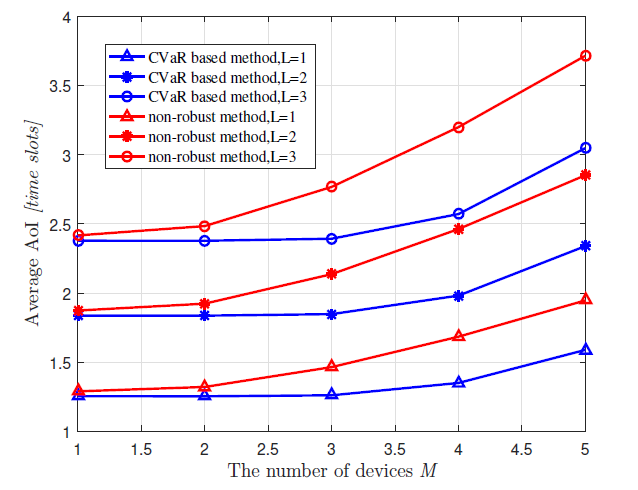 4
3.5
3
2.5
2
1.5
1
Average AoI [time slots]
CVaR based method,L=1
CVaR based method,L=2
CVaR based method,L=3
non-robust method,L=1
non-robust method,L=2
non-robust method,L=3
1 1.5 2 2.5 3 3.5 4 4.5 5
The number of devices M